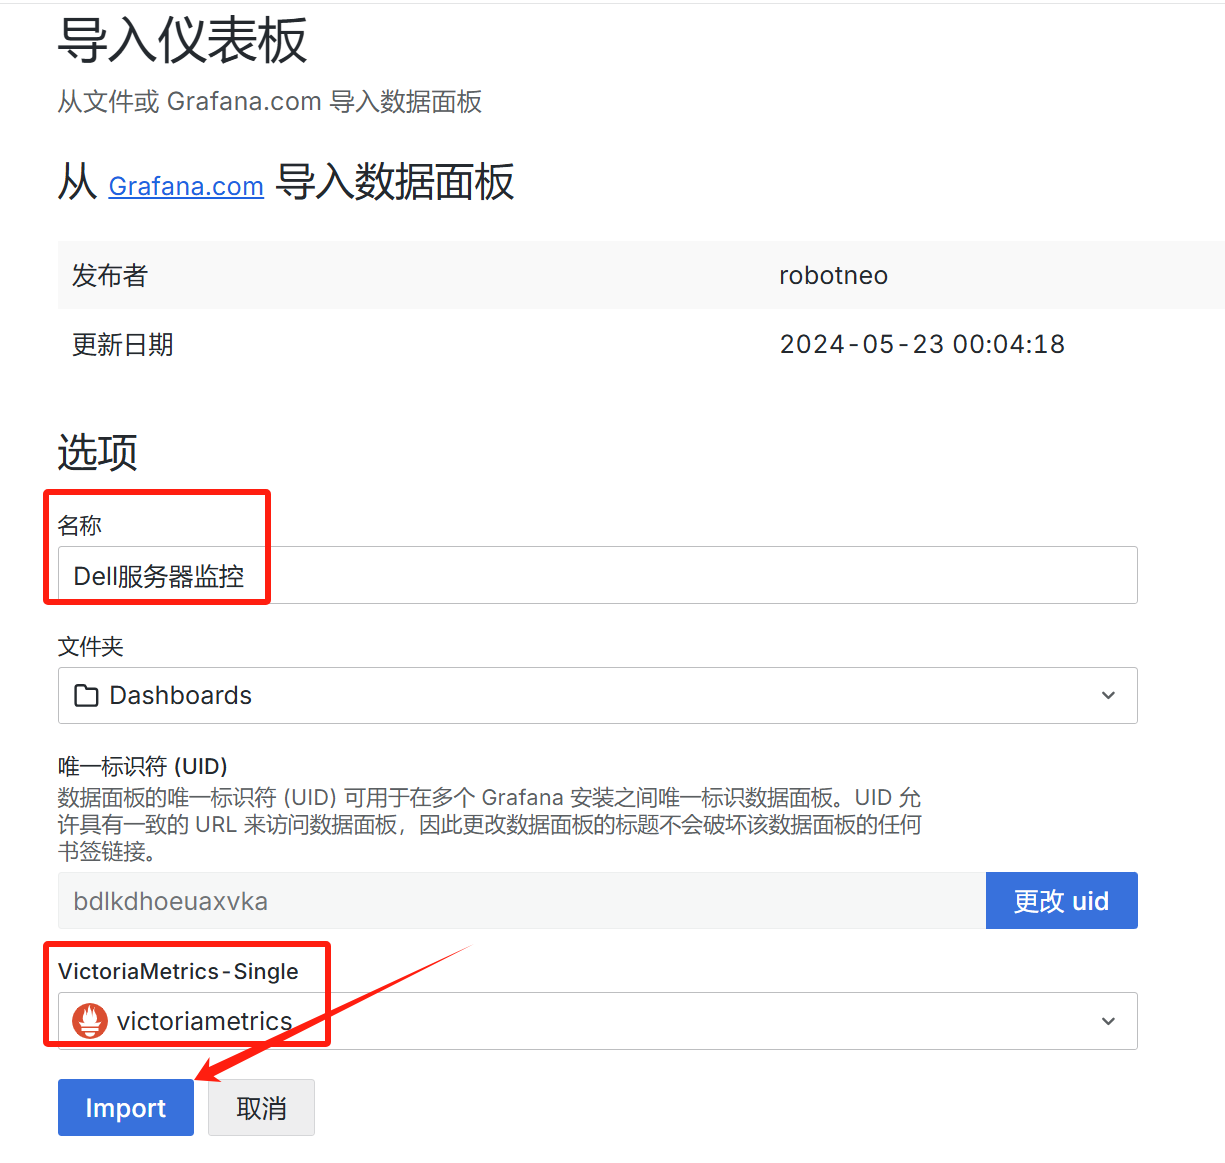 导入仪表板
从文件或 Grafana.com 导入数据面板
从 Grafana.com 导入数据面板
发布者 robotneo
更新日期 2024-05-23 00:04:18
选项
名称
Dell服务器监控
文件夹
Dashboards
唯一标识符 (UID)
数据面板的唯一标识符 (UID) 可用于在多个 Grafana 安装之间唯一标识数据面板。UID 允
许具有一致的 URL 来访问数据面板，因此更改数据面板的标题不会破坏该数据面板的任何
书签链接。
bdlkdhoeuaxvka 更改 uid
VictoriaMetrics-Single
victoriametrics
Import 取消